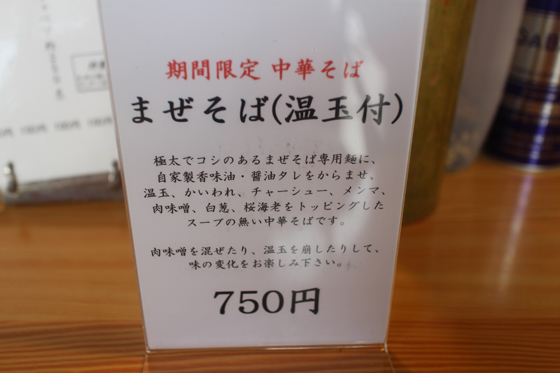 期間限定 中華そば
まぜそば(温玉付)
極太でコシのあるまぜそば専用麺に、
自家製香味油・醤油タレをからませ、
温玉、かいわれ、チャーシュー、メンマ、
肉味噌、白葱、桜海老をトッピングした
スープの無い中華そばです。
肉味噌を混ぜたり、温玉を崩したりして、
味の変化をお楽しみ下さい。
750円